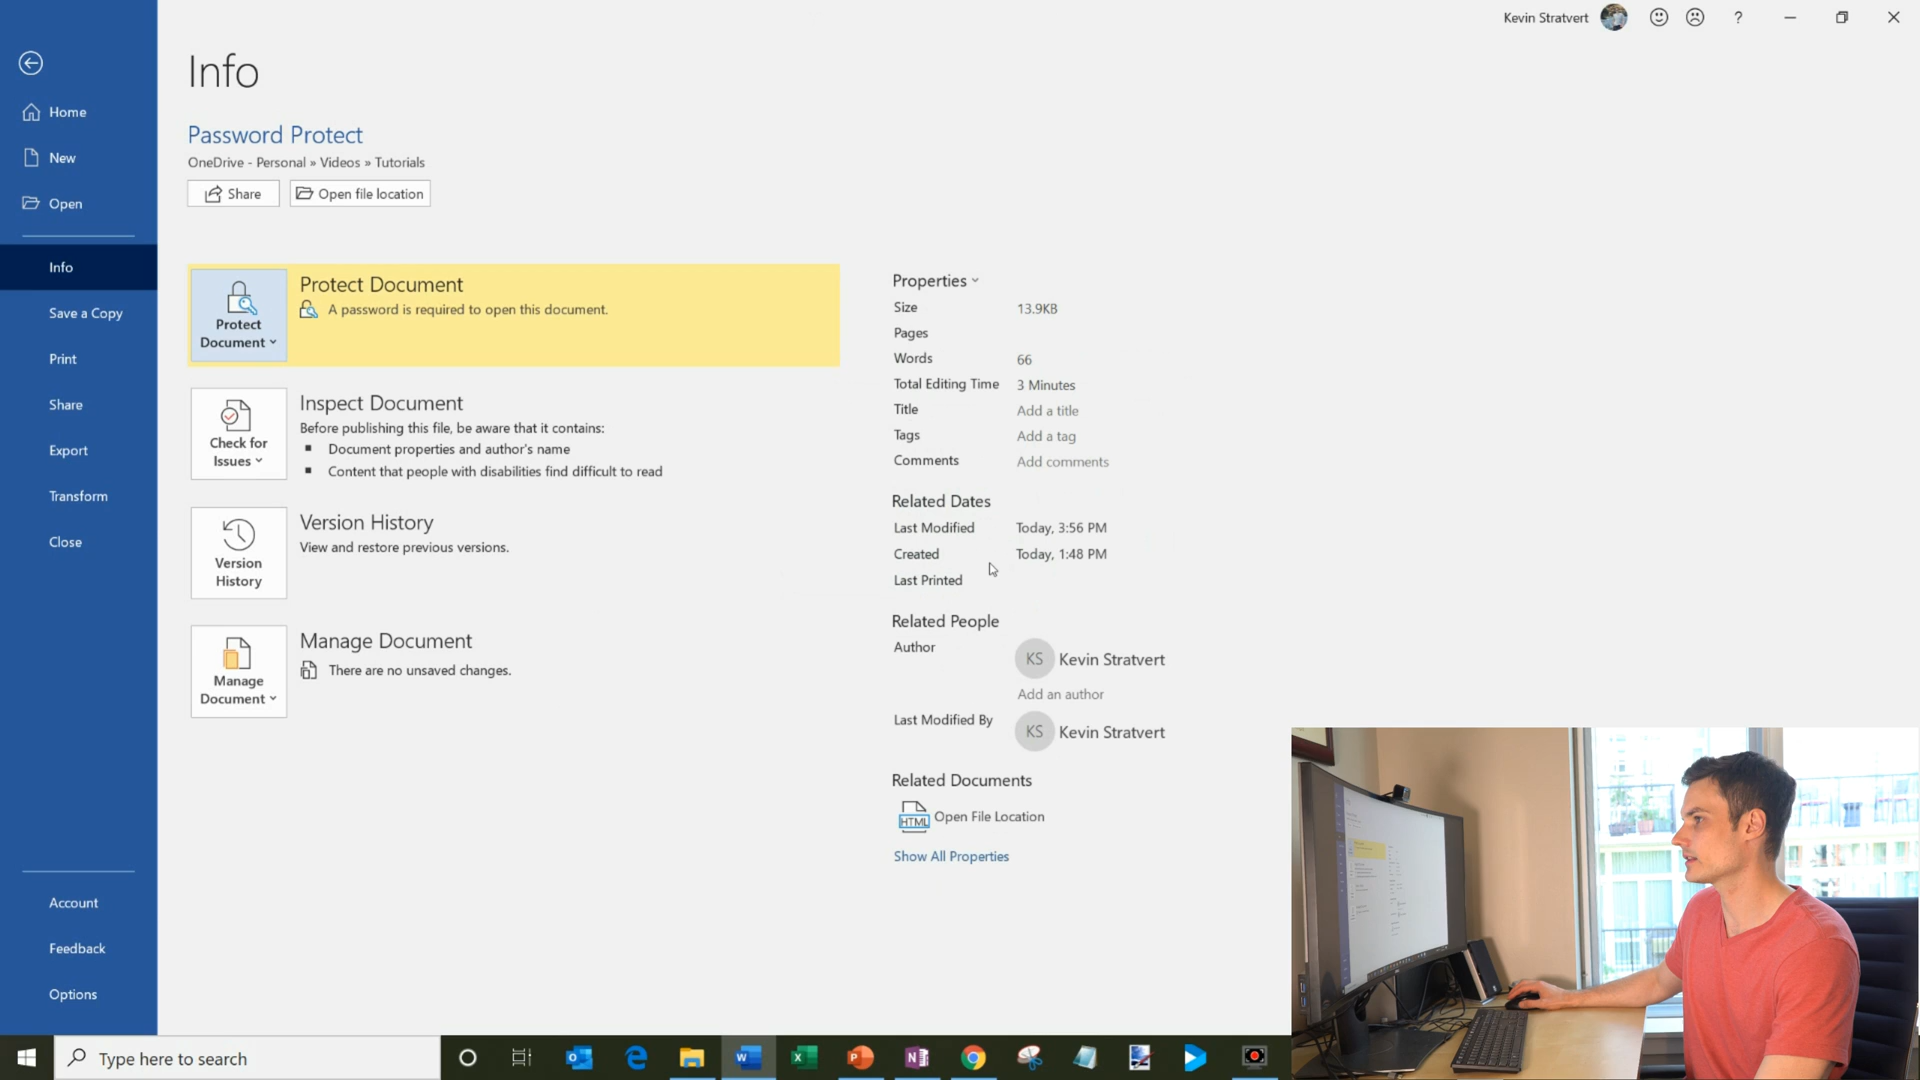 Kevin Stratvert
?
Info
Home
New
Open
Info
Save a Copy
Print
Share
Export
Transform
Close
Account
Feedback
Options
Password Protect
OneDrive - Personal » Videos » Tutorials
Share
Open file location
Protect Document
Protect Document
A password is required to open this document.
Check for Issues
Inspect Document
Before publishing this file, be aware that it contains:
Document properties and author's name
Content that people with disabilities find difficult to read
Version History
Version History
View and restore previous versions.
Manage Document
Manage Document
There are no unsaved changes.
Properties
Size 13.9KB
Pages
Words 66
Total Editing Time 3 Minutes
Title Add a title
Tags Add a tag
Comments Add comments
Related Dates
Last Modified Today, 3:56 PM
Created Today, 1:48 PM
Last Printed
Related People
Author
KS Kevin Stratvert
Add an author
Last Modified By
KS Kevin Stratvert
Related Documents
HTML Open File Location
Show All Properties
Type here to search